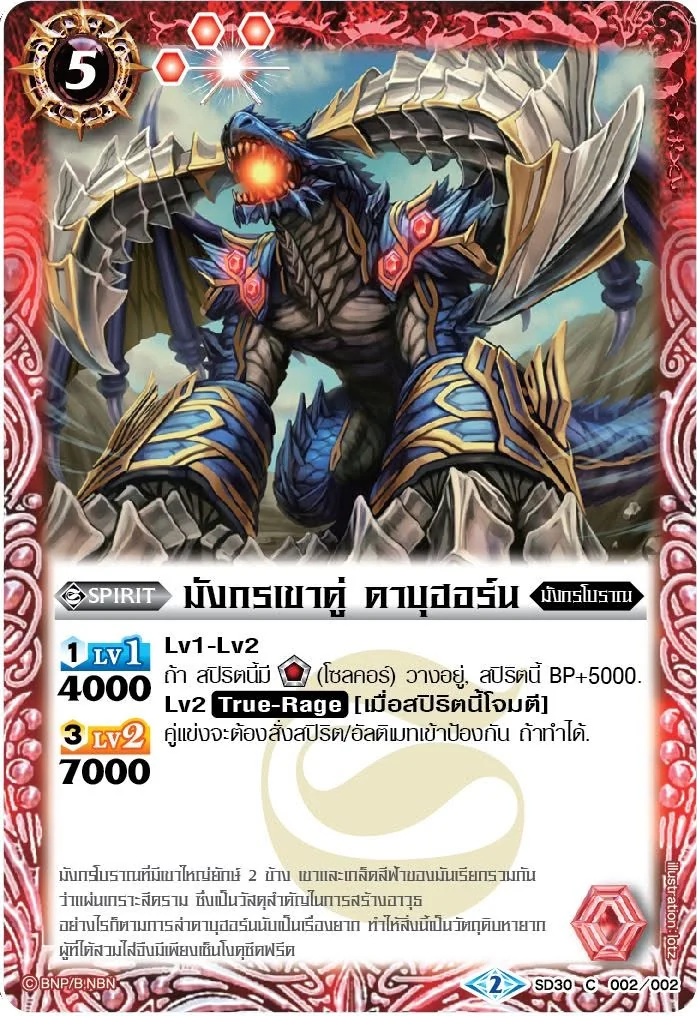 5
SPIRIT มังกรเขาคู่ คาบุฮอร์น มังกรโบราณ
1 LV1
4000
3 LV2
7000
Lv1-Lv2
ถ้า สปิริตนี้มี (โซลคอร์) วางอยู่, สปิริตนี้ BP+5000.
Lv2 True-Rage [เมื่อสปิริตนี้โจมตี]
คู่แข่งจะต้องสั่งสปิริต/อัลติเมทเข้าป้องกัน ถ้าทำได้.
มังกรโบราณที่มีเขาใหญ่ยักษ์ 2 ข้าง เขาและเกล็ดสีฟ้าของมันเรียกรวมกัน
ว่าแผ่นเกราะสีคราม ซึ่งเป็นวัสดุสำคัญในการสร้างอาวุธ
อย่างไรก็ตามการล่าคาบุฮอร์นนับเป็นเรื่องยาก ทำให้สิ่งนี้เป็นวัตถุดิบหายาก
ผู้ที่ได้สวมใส่จึงมีเพียงเซ็นโงคุซีดฟรีด
illustration: lotz
©BNP/B,NBN
2 SD30 C 002/002